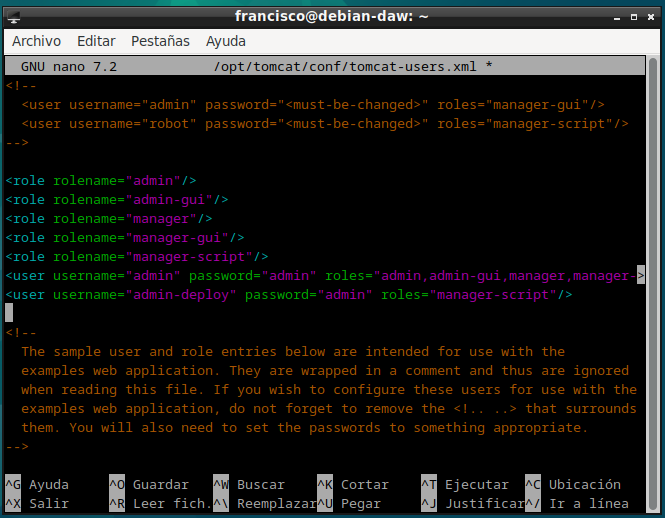 francisco@debian-daw: ~
Archivo Editar Pestañas Ayuda
GNU nano 7.2 /opt/tomcat/conf/tomcat-users.xml *
<!--
  <user username="admin" password="<must-be-changed>" roles="manager-gui"/>
  <user username="robot" password="<must-be-changed>" roles="manager-script"/>
-->
<role rolename="admin"/>
<role rolename="admin-gui"/>
<role rolename="manager"/>
<role rolename="manager-gui"/>
<role rolename="manager-script"/>
<user username="admin" password="admin" roles="admin,admin-gui,manager,manager->
<user username="admin-deploy" password="admin" roles="manager-script"/>
<!--
  The sample user and role entries below are intended for use with the
  examples web application. They are wrapped in a comment and thus are ignored
  when reading this file. If you wish to configure these users for use with the
  examples web application, do not forget to remove the <!.. ..> that surrounds
  them. You will also need to set the passwords to something appropriate.
-->
^G Ayuda ^O Guardar ^W Buscar ^K Cortar ^T Ejecutar ^C Ubicación
^X Salir ^R Leer fich. ^\ Reemplazar ^U Pegar ^J Justificar ^/ Ir a línea